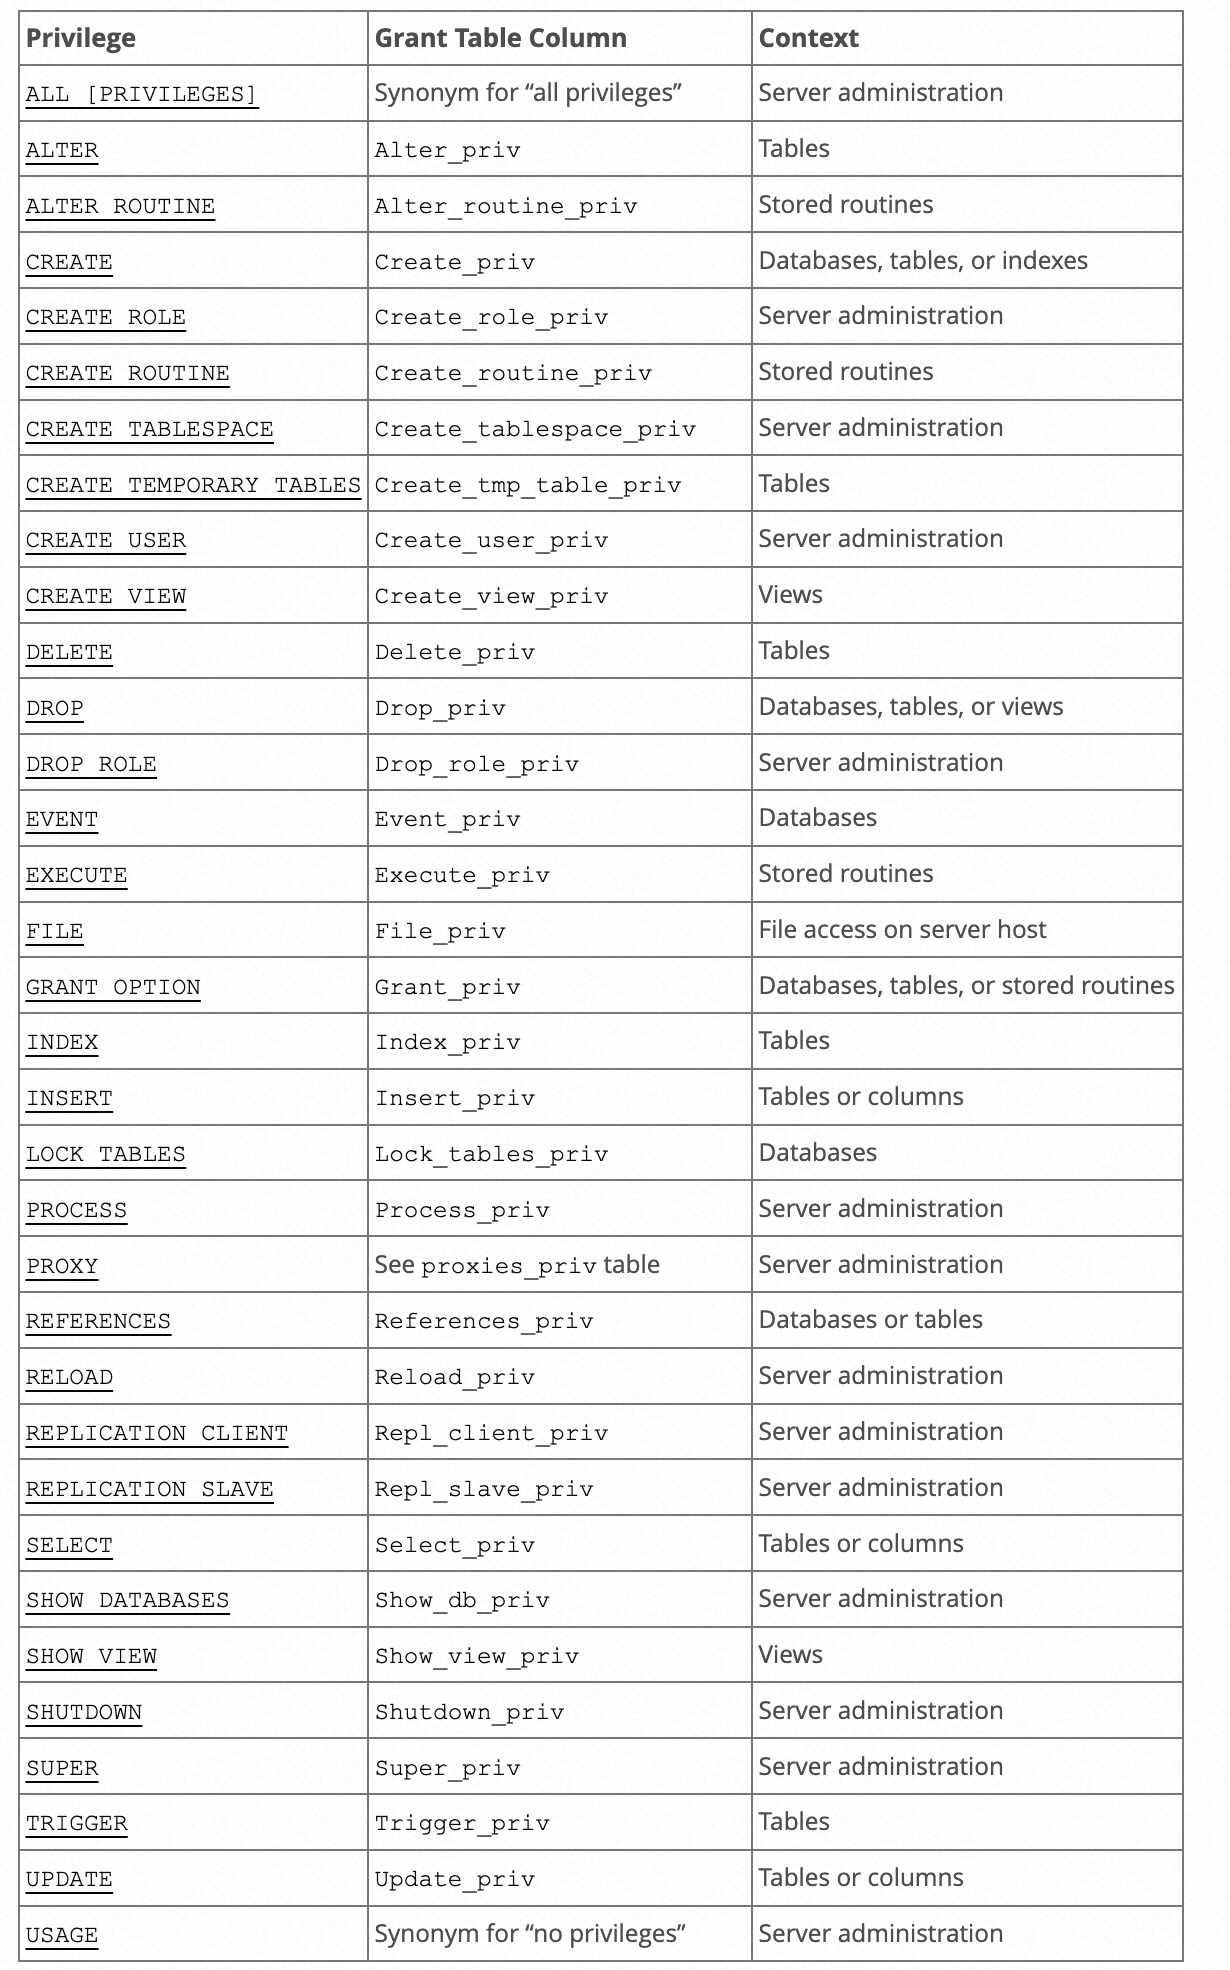 Privilege Grant Table Column Context
ALL [PRIVILEGES] Synonym for “all privileges” Server administration
ALTER Alter_priv Tables
ALTER ROUTINE Alter_routine_priv Stored routines
CREATE Create_priv Databases, tables, or indexes
CREATE ROLE Create_role_priv Server administration
CREATE ROUTINE Create_routine_priv Stored routines
CREATE TABLESPACE Create_tablespace_priv Server administration
CREATE TEMPORARY TABLES Create_tmp_table_priv Tables
CREATE USER Create_user_priv Server administration
CREATE VIEW Create_view_priv Views
DELETE Delete_priv Tables
DROP Drop_priv Databases, tables, or views
DROP ROLE Drop_role_priv Server administration
EVENT Event_priv Databases
EXECUTE Execute_priv Stored routines
FILE File_priv File access on server host
GRANT OPTION Grant_priv Databases, tables, or stored routines
INDEX Index_priv Tables
INSERT Insert_priv Tables or columns
LOCK TABLES Lock_tables_priv Databases
PROCESS Process_priv Server administration
PROXY See proxies_priv table Server administration
REFERENCES References_priv Databases or tables
RELOAD Reload_priv Server administration
REPLICATION CLIENT Repl_client_priv Server administration
REPLICATION SLAVE Repl_slave_priv Server administration
SELECT Select_priv Tables or columns
SHOW DATABASES Show_db_priv Server administration
SHOW VIEW Show_view_priv Views
SHUTDOWN Shutdown_priv Server administration
SUPER Super_priv Server administration
TRIGGER Trigger_priv Tables
UPDATE Update_priv Tables or columns
USAGE Synonym for “no privileges” Server administration